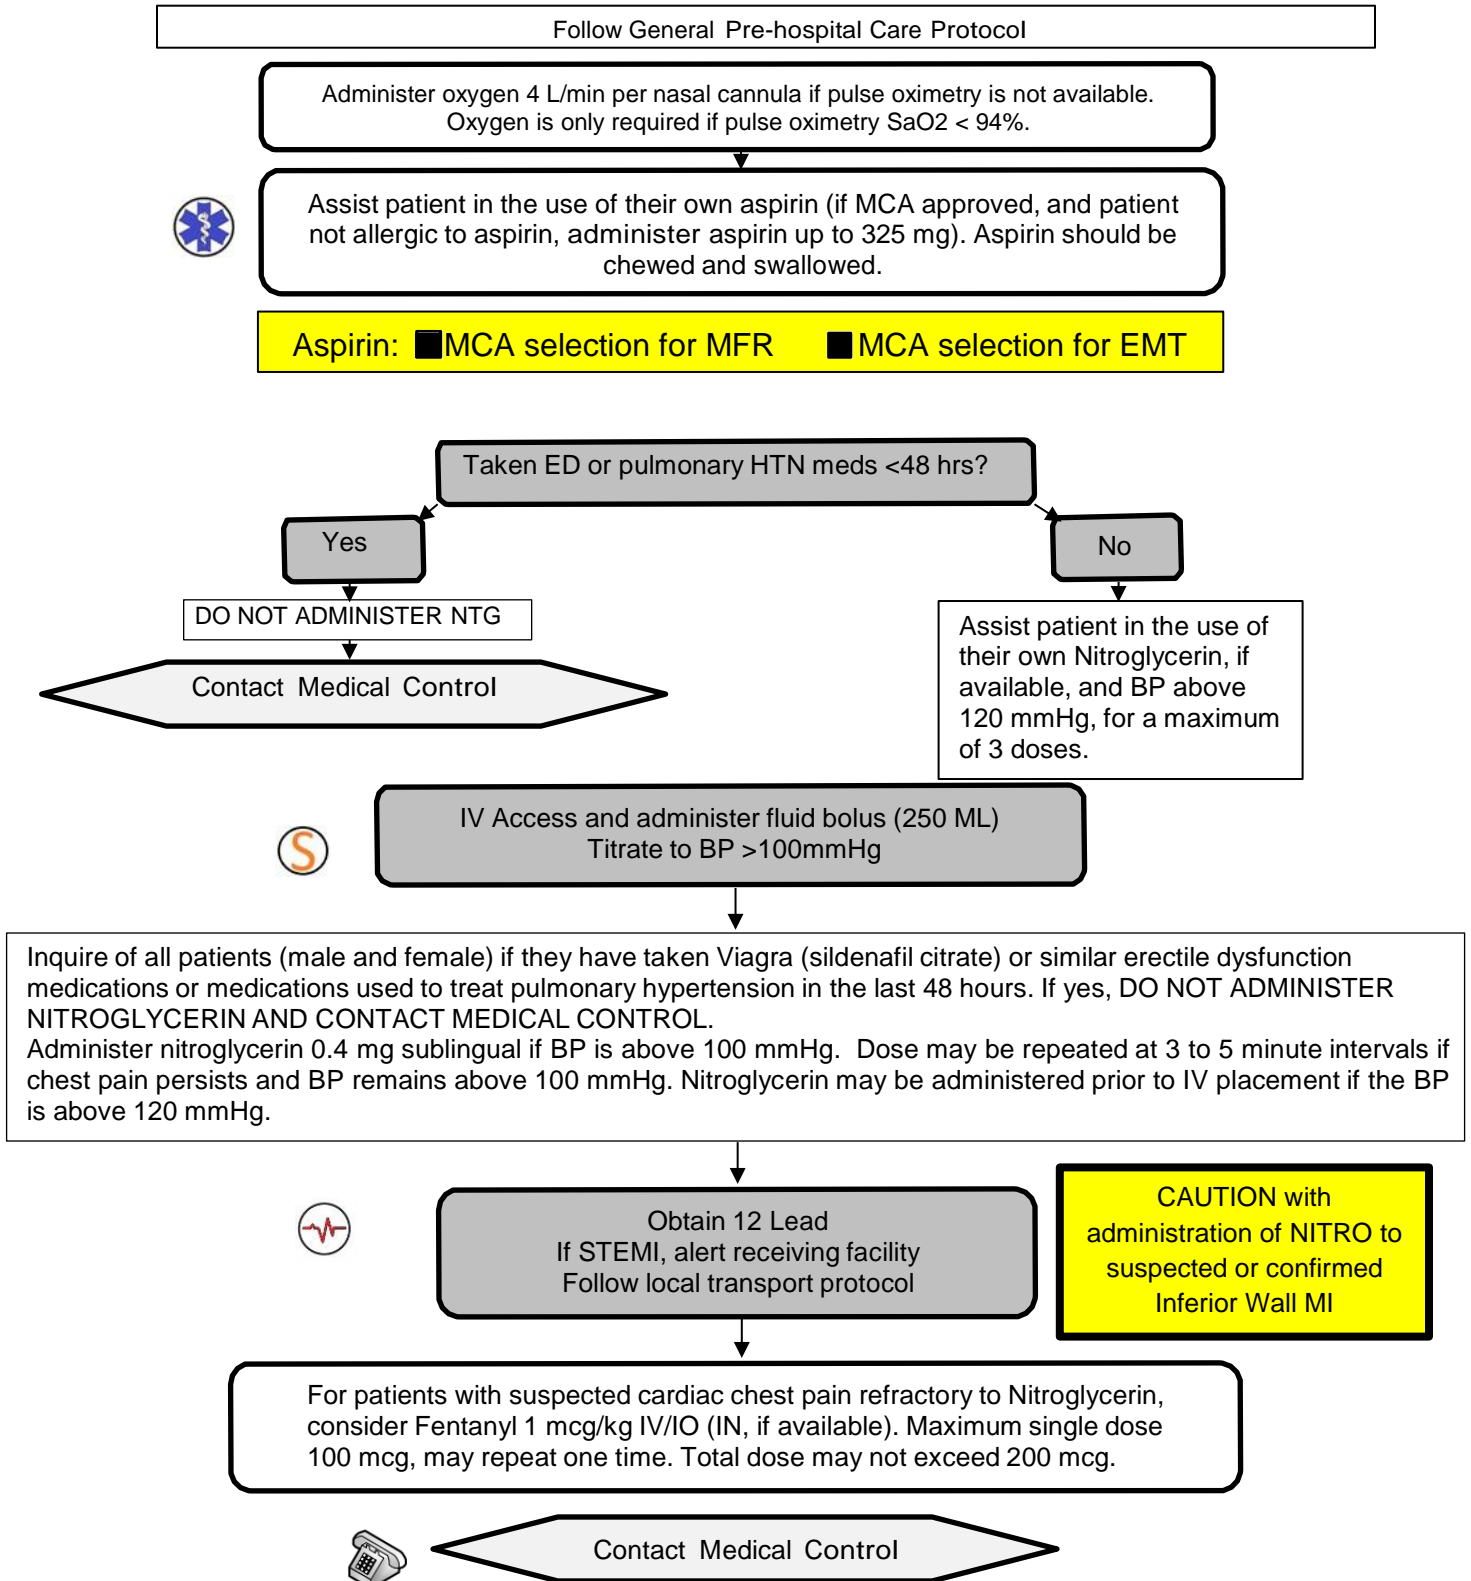 Follow General Pre-hospital Care Protocol
Administer oxygen 4 L/min per nasal cannula if pulse oximetry is not available.
Oxygen is only required if pulse oximetry SaO2 < 94%.
Assist patient in the use of their own aspirin (if MCA approved, and patient
not allergic to aspirin, administer aspirin up to 325 mg). Aspirin should be
chewed and swallowed.
Aspirin: ■MCA selection for MFR ■MCA selection for EMT
Taken ED or pulmonary HTN meds <48 hrs?
Yes
No
DO NOT ADMINISTER NTG
Contact Medical Control
Assist patient in the use of
their own Nitroglycerin, if
available, and BP above
120 mmHg, for a maximum
of 3 doses.
S
IV Access and administer fluid bolus (250 ML)
Titrate to BP >100mmHg
Inquire of all patients (male and female) if they have taken Viagra (sildenafil citrate) or similar erectile dysfunction
medications or medications used to treat pulmonary hypertension in the last 48 hours. If yes, DO NOT ADMINISTER
NITROGLYCERIN AND CONTACT MEDICAL CONTROL.
Administer nitroglycerin 0.4 mg sublingual if BP is above 100 mmHg. Dose may be repeated at 3 to 5 minute intervals if
chest pain persists and BP remains above 100 mmHg. Nitroglycerin may be administered prior to IV placement if the BP
is above 120 mmHg.
Obtain 12 Lead
If STEMI, alert receiving facility
Follow local transport protocol
CAUTION with
administration of NITRO to
suspected or confirmed
Inferior Wall MI
For patients with suspected cardiac chest pain refractory to Nitroglycerin,
consider Fentanyl 1 mcg/kg IV/IO (IN, if available). Maximum single dose
100 mcg, may repeat one time. Total dose may not exceed 200 mcg.
Contact Medical Control